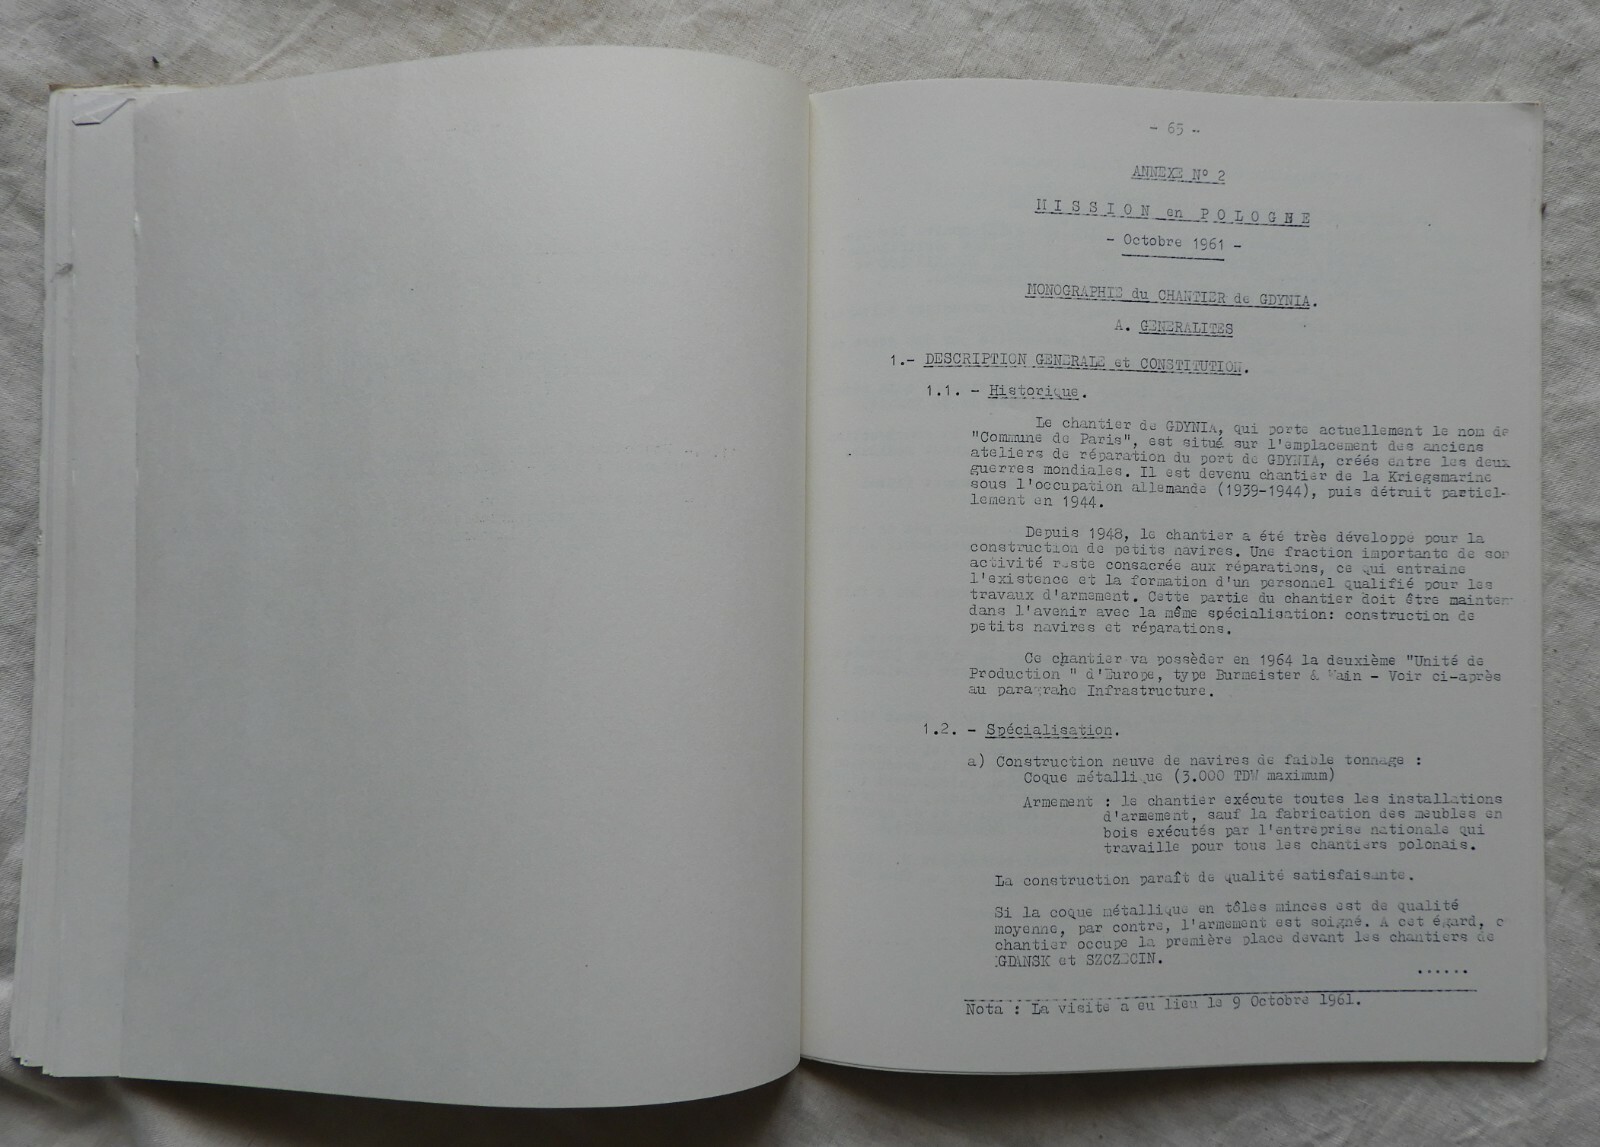 - 65 -
ANNEXE N° 2
MISSION en POLOGNE
- Octobre 1961 -
MONOGRAPHIE du CHANTIER de GDYNIA.
A. GENERALITES
1.- DESCRIPTION GENERALE et CONSTITUTION.
1.1. - Historique.
Le chantier de GDYNIA, qui porte actuellement le nom de
"Commune de Paris", est situé sur l'emplacement des anciens
ateliers de réparation du port de GDYNIA, créés entre les deux
guerres mondiales. Il est devenu chantier de la Kriegsmarine
sous l'occupation allemande (1939-1944), puis détruit partiel-
lement en 1944.
Depuis 1948, le chantier a été très développé pour la
construction de petits navires. Une fraction importante de son
activité reste consacrée aux réparations, ce qui entraine
l'existence et la formation d'un personnel qualifié pour les
travaux d'armement. Cette partie du chantier doit être mainten
dans l'avenir avec la même spécialisation: construction de
petits navires et réparations.
Ce chantier va possèder en 1964 la deuxième "Unité de
Production " d'Europe, type Burmeister & Wain - Voir ci-après
au paragrahe Infrastructure.
1.2. - Spécialisation.
a) Construction neuve de navires de faible tonnage :
Coque métallique (3.000 TDW maximum)
Armement : le chantier exécute toutes les installations
d'armement, sauf la fabrication des meubles en
bois exécutés par l'entreprise nationale qui
travaille pour tous les chantiers polonais.
La construction paraît de qualité satisfaisante.
Si la coque métallique en tôles minces est de qualité
moyenne, par contre, l'armement est soigné. A cet égard, c
chantier occupe la première place devant les chantiers de
GDANSK et SZCZECIN.
......
Nota : La visite a eu lieu le 9 Octobre 1961.